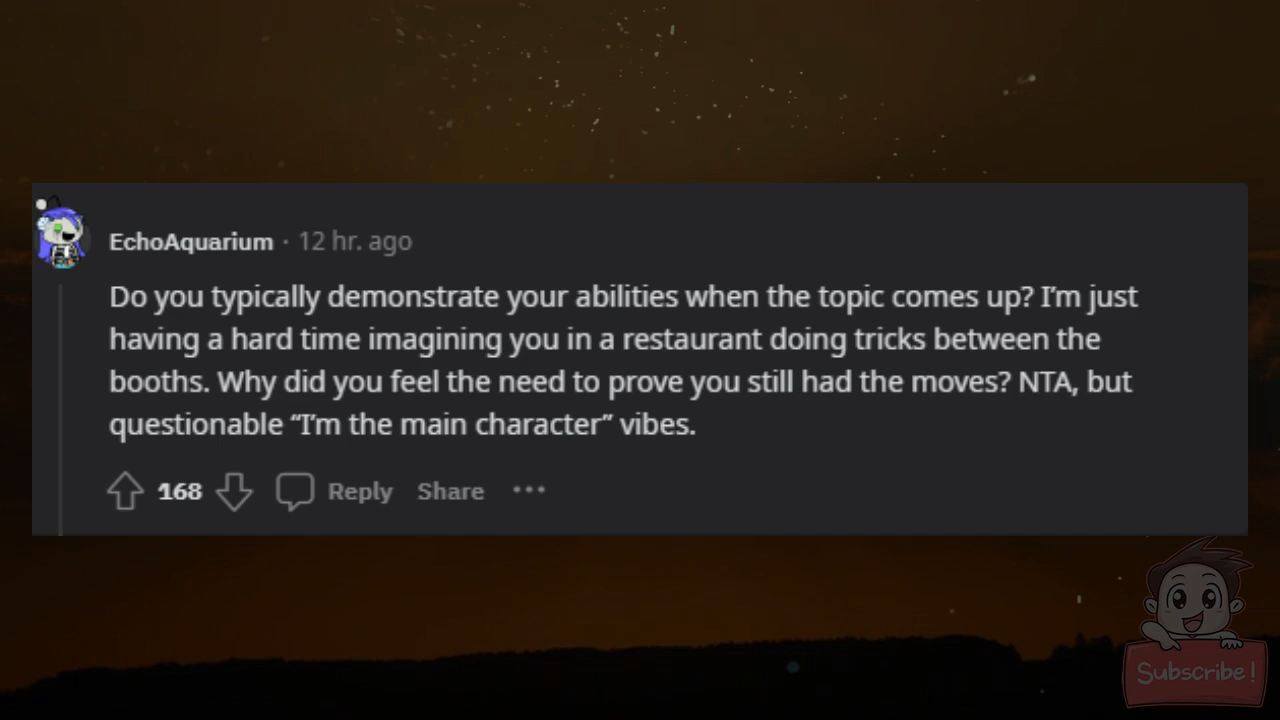 EchoAquarium · 12 hr. ago
Do you typically demonstrate your abilities when the topic comes up? I'm just
having a hard time imagining you in a restaurant doing tricks between the
booths. Why did you feel the need to prove you still had the moves? NTA, but
questionable “I'm the main character” vibes.
168 Reply Share ···
Subscribe!